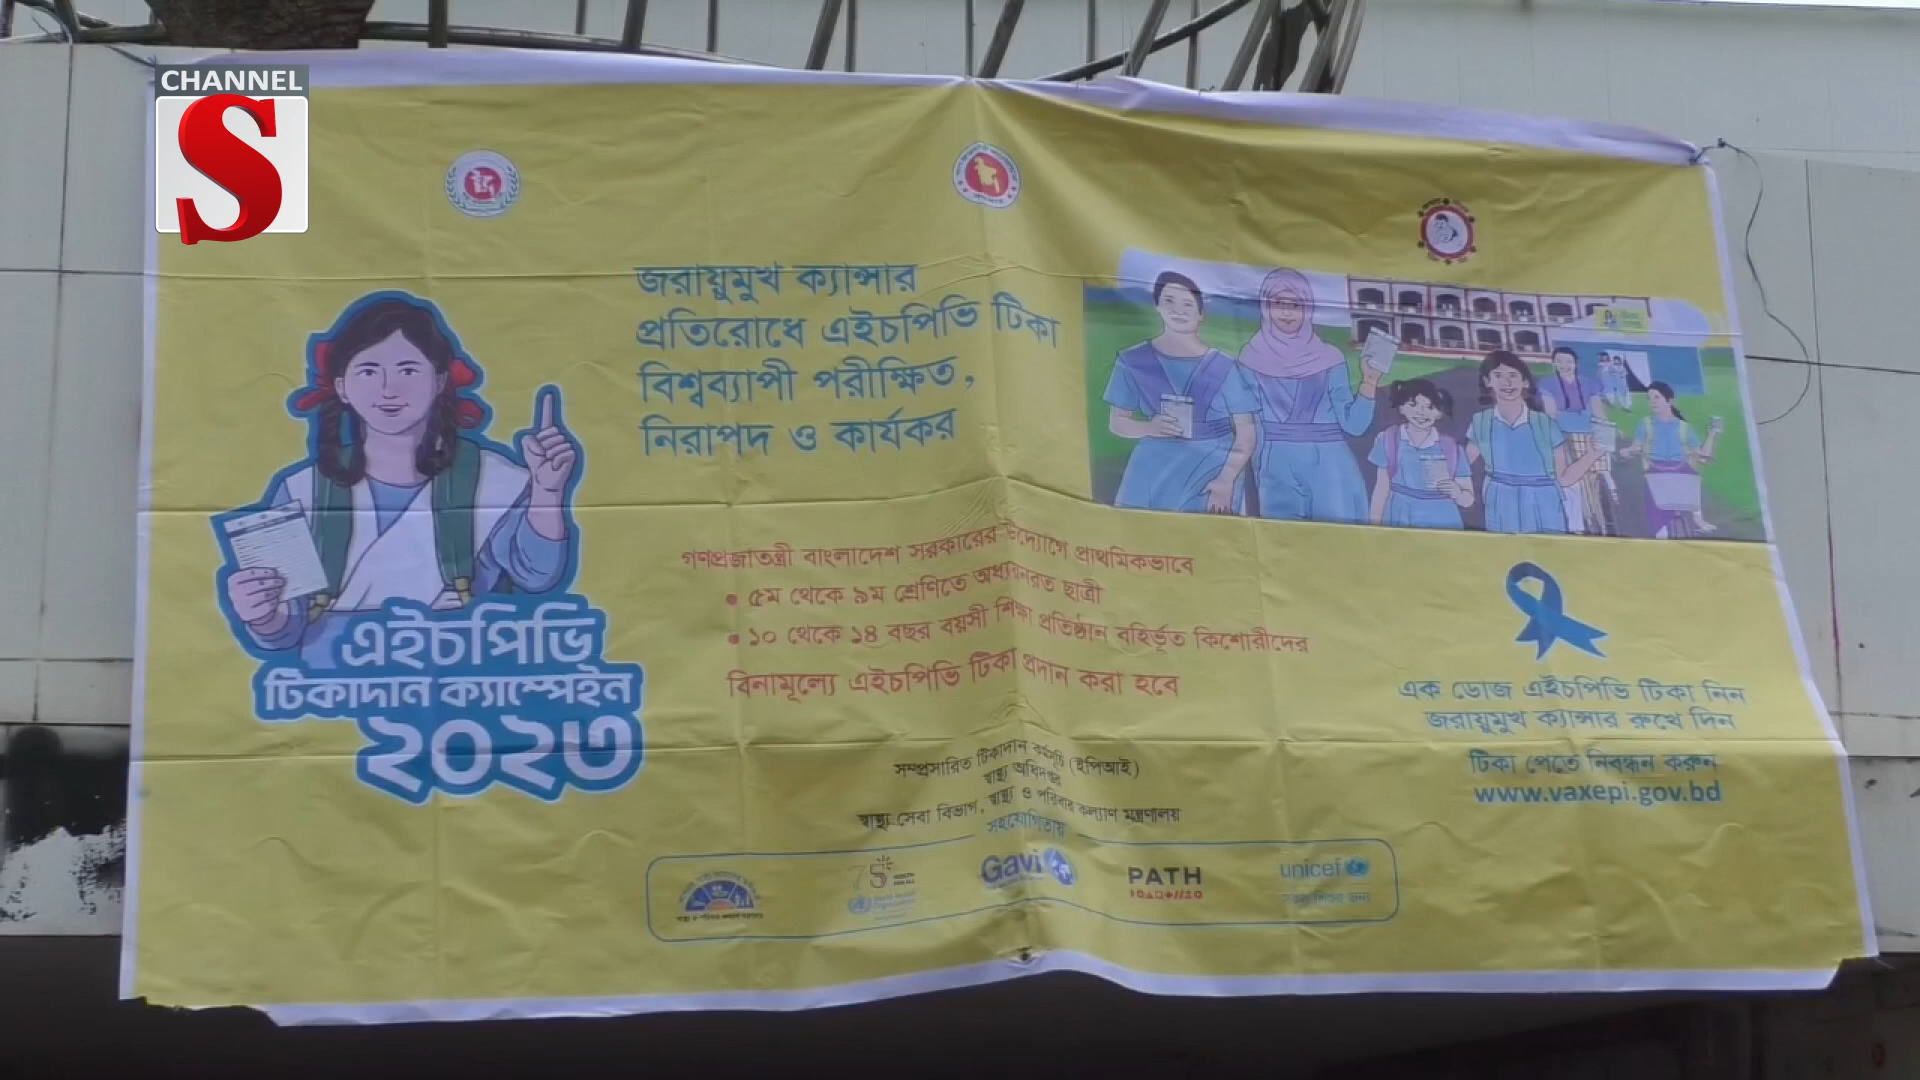 CHANNEL
S
জরায়ুমুখ ক্যান্সার
প্রতিরোধে এইচপিভি টিকা
বিশ্বব্যাপী পরীক্ষিত,
নিরাপদ ও কার্যকর
এইচপিভি
টিকাদান ক্যাম্পেইন
২০২৩
গণপ্রজাতন্ত্রী বাংলাদেশ সরকারের উদ্যোগে প্রাথমিকভাবে
• ৫ম থেকে ৯ম শ্রেণিতে অধ্যয়নরত ছাত্রী
• ১০ থেকে ১৪ বছর বয়সী শিক্ষা প্রতিষ্ঠান বহির্ভূত কিশোরীদের
বিনামূল্যে এইচপিভি টিকা প্রদান করা হবে
এক ডোজ এইচপিভি টিকা নিন
জরায়ুমুখ ক্যান্সার রুখে দিন
টিকা পেতে নিবন্ধন করুন
www.vaxepi.gov.bd
সম্প্রসারিত টিকাদান কর্মসূচি (ইপিআই)
স্বাস্থ্য অধিদপ্তর
স্বাস্থ্য সেবা বিভাগ, স্বাস্থ্য ও পরিবার কল্যাণ মন্ত্রণালয়
সহযোগিতায়
75
Gavi
PATH
unicef